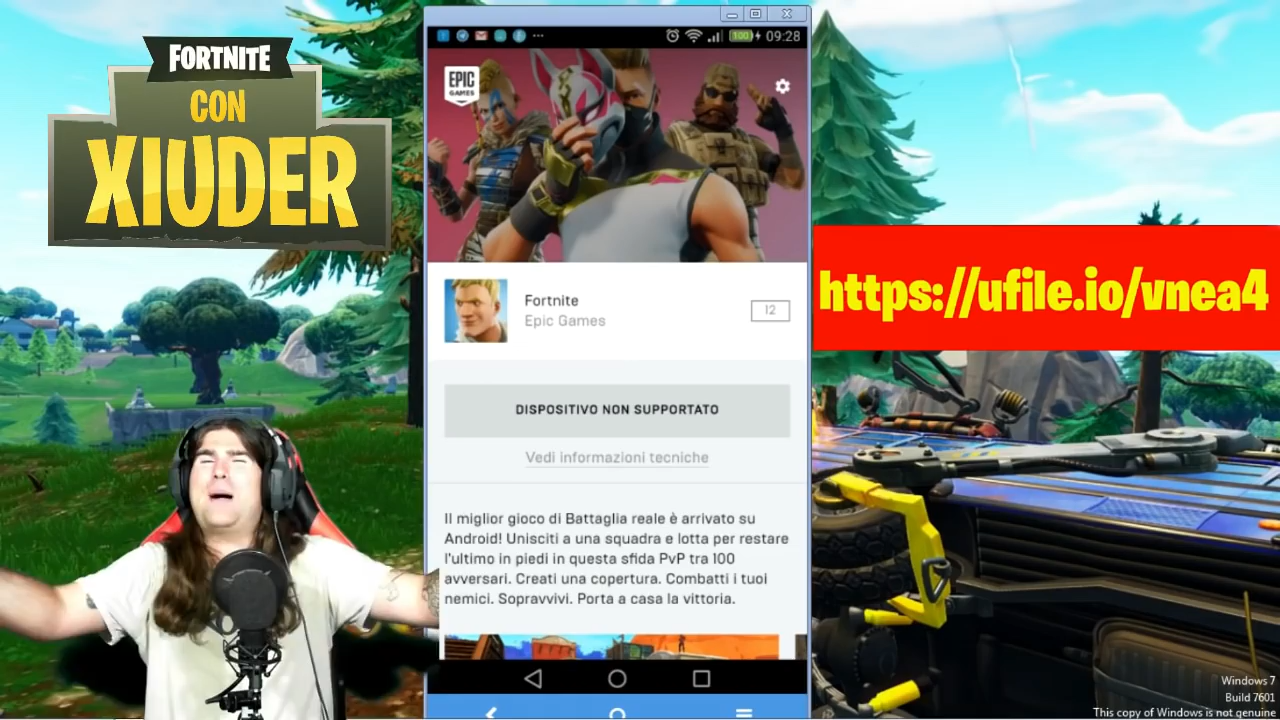 FORTNITE
CON
XIUDER
100
09:28
EPIC
GAMES
Fortnite
Epic Games
12
https://ufile.io/vnea4
DISPOSITIVO NON SUPPORTATO
Vedi informazioni tecniche
Il miglior gioco di Battaglia reale è arrivato su
Android! Unisciti a una squadra e lotta per restare
l'ultimo in piedi in questa sfida PvP tra 100
avversari. Creati una copertura. Combatti i tuoi
nemici. Sopravvivi. Porta a casa la vittoria.
Windows 7
Build 7601
This copy of Windows is not genuine